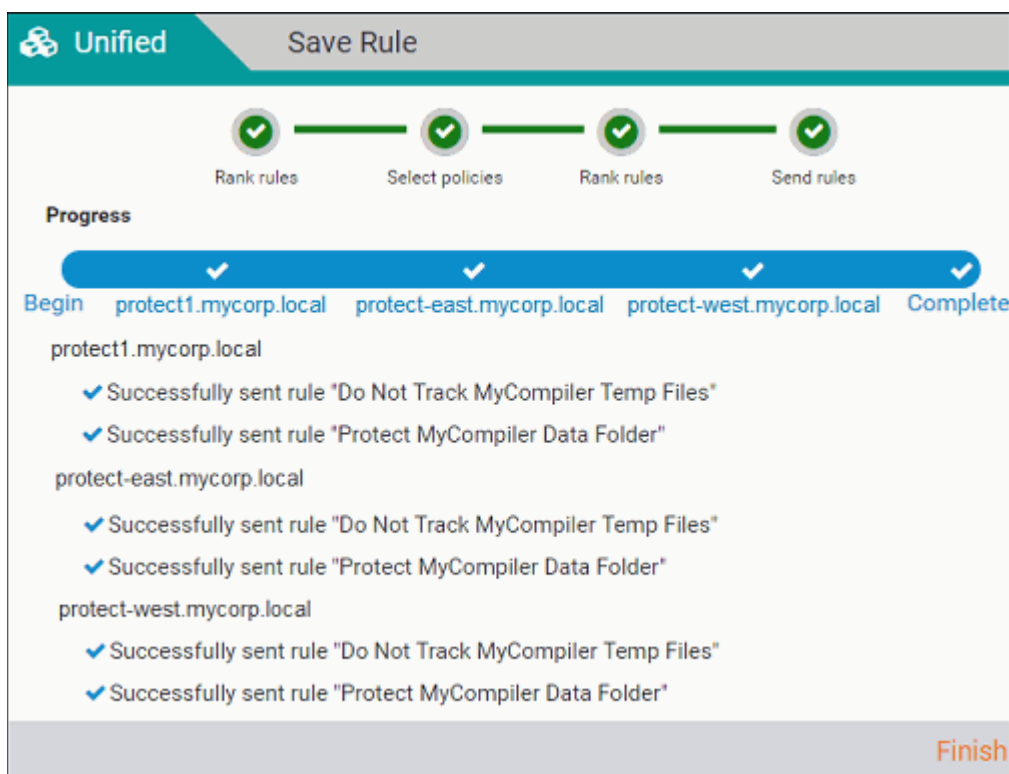 Unified Save Rule
Rank rules Select policies Rank rules Send rules
Progress
Begin protect1.mycorp.local protect-east.mycorp.local protect-west.mycorp.local Complete
protect1.mycorp.local
Successfully sent rule "Do Not Track MyCompiler Temp Files"
Successfully sent rule "Protect MyCompiler Data Folder"
protect-east.mycorp.local
Successfully sent rule "Do Not Track MyCompiler Temp Files"
Successfully sent rule "Protect MyCompiler Data Folder"
protect-west.mycorp.local
Successfully sent rule "Do Not Track MyCompiler Temp Files"
Successfully sent rule "Protect MyCompiler Data Folder"
Finish